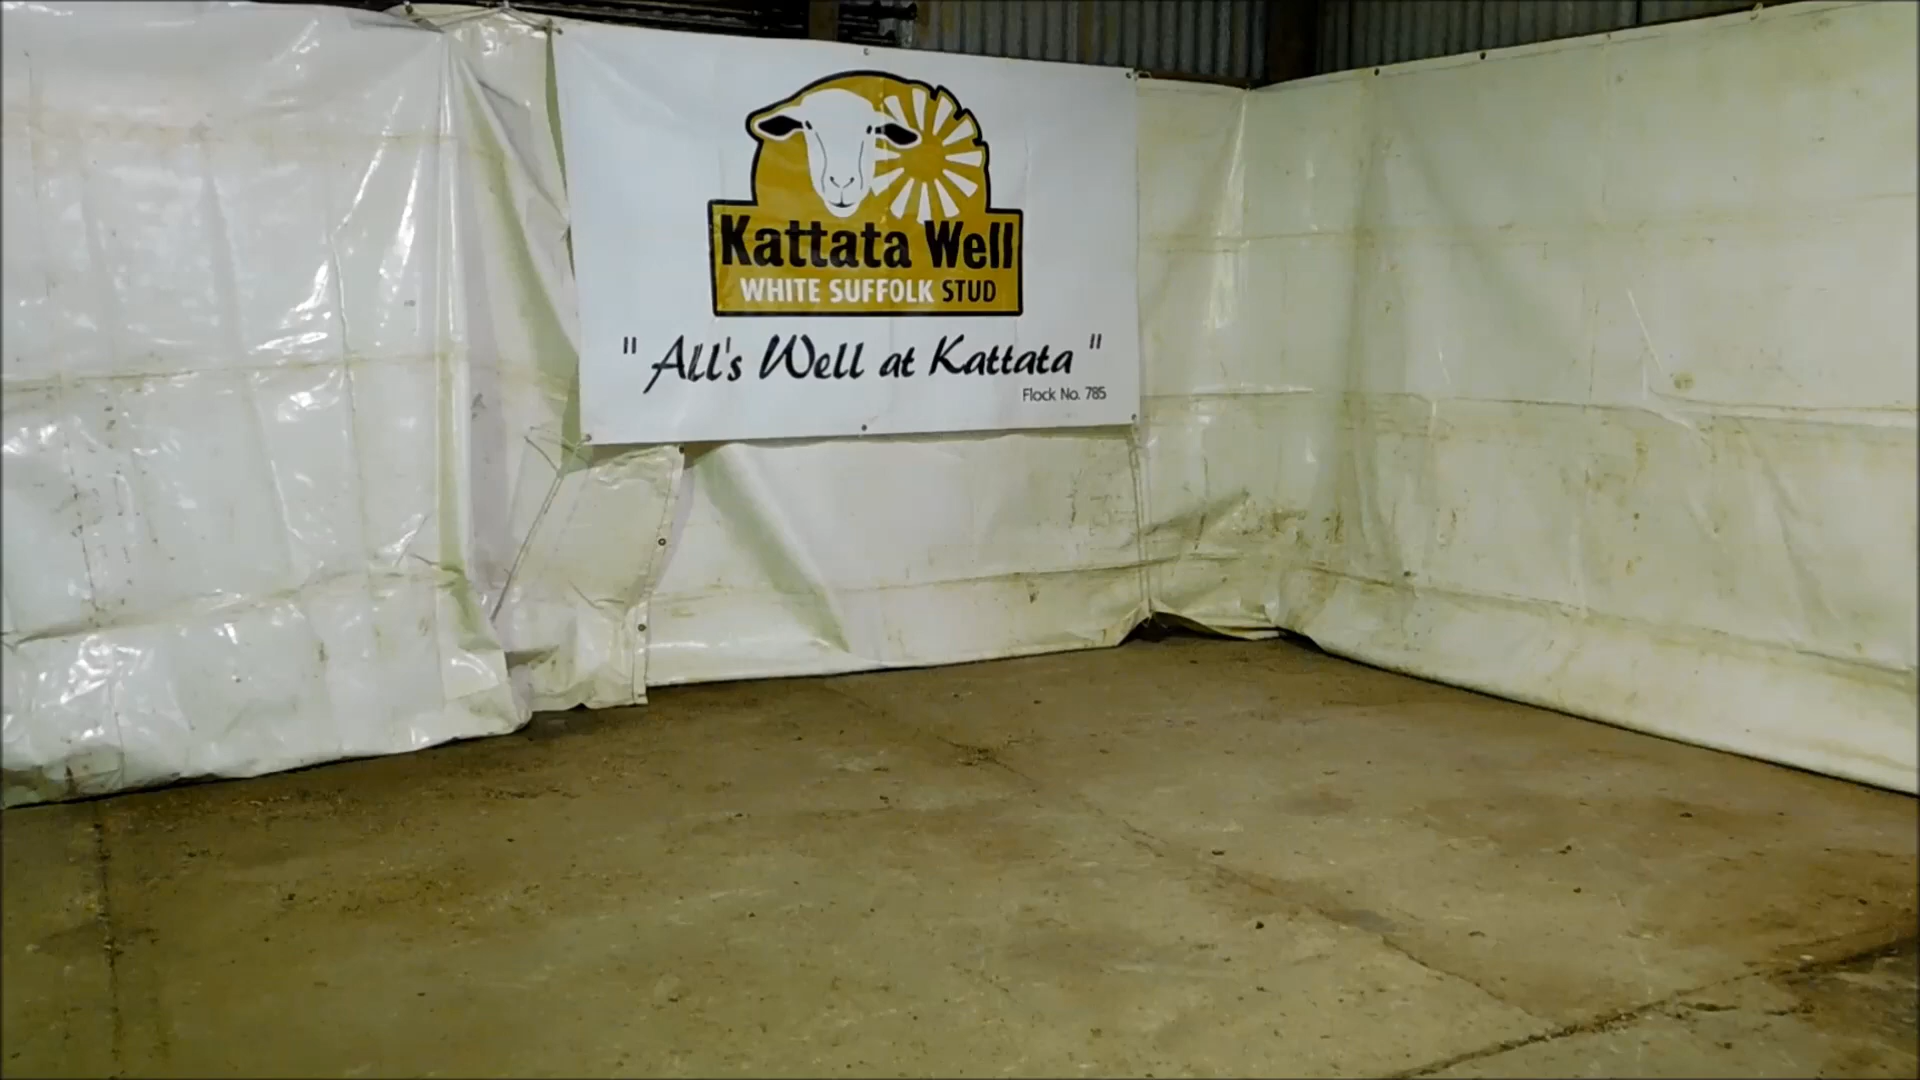 Kattata Well
WHITE SUFFOLK STUD
" All's Well at Kattata "
Flock No. 785